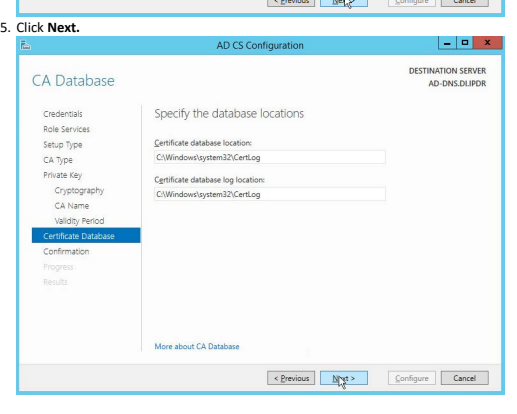 < Previous Next > Configure Cancel
5. Click Next.
AD CS Configuration
DESTINATION SERVER
AD-DNS.DI.IPDR
CA Database
Credentials
Role Services
Setup Type
CA Type
Private Key
Cryptography
CA Name
Validity Period
Certificate Database
Confirmation
Progress
Results
Specify the database locations
Certificate database location:
C:\Windows\system32\CertLog
Certificate database log location:
C:\Windows\system32\CertLog
More about CA Database
< Previous Next > Configure Cancel